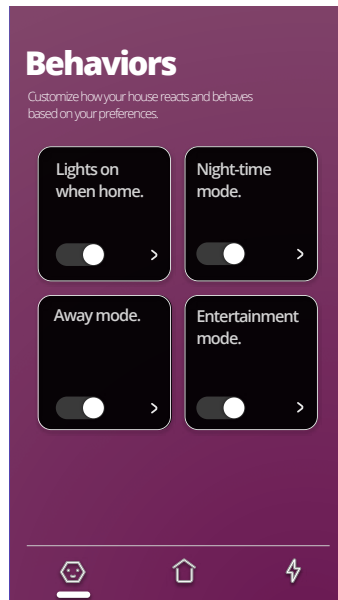 Behaviors
Customize how your house reacts and behaves
based on your preferences.
Lights on
when home.
Night-time
mode.
Away mode.
Entertainment
mode.